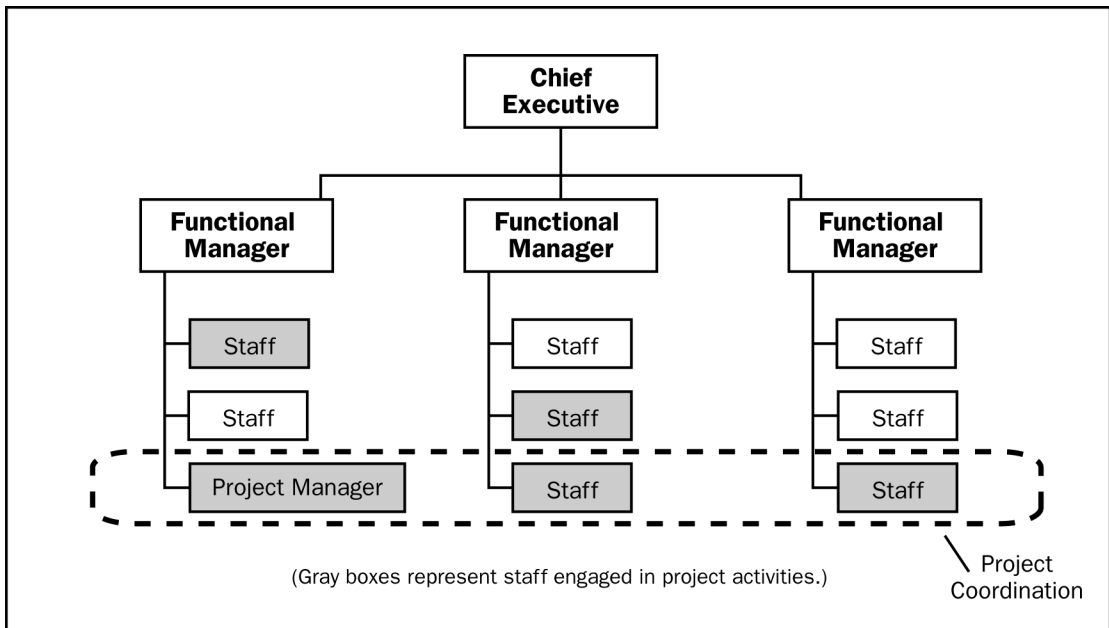 Chief
Executive
Functional
Manager
Functional
Manager
Functional
Manager
Staff
Staff
Staff
Staff
Staff
Staff
Project Manager
Staff
Staff
(Gray boxes represent staff engaged in project activities.)
Project
Coordination